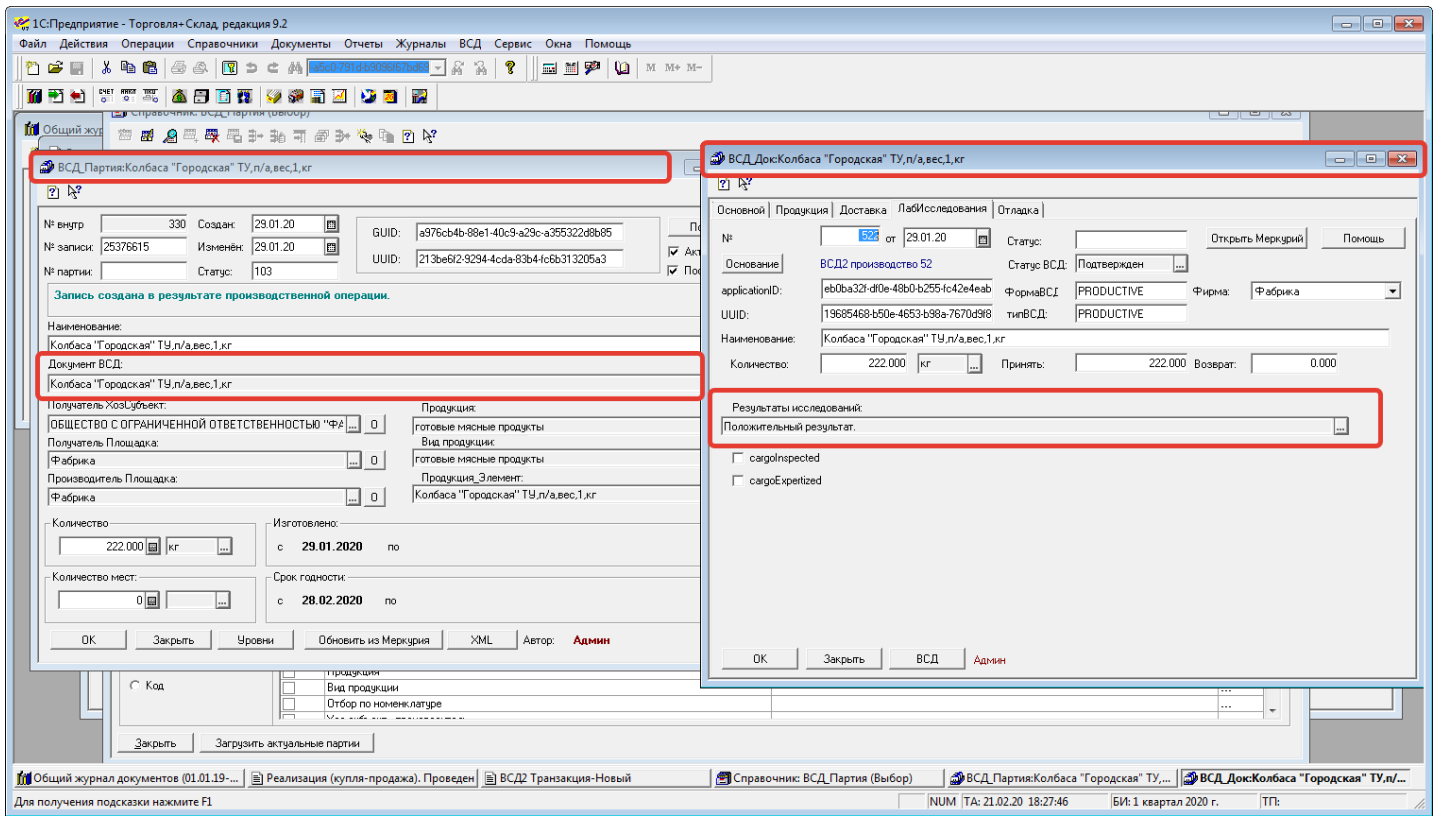 1С:Предприятие - Торговля+Склад, редакция 9.2
Файл Действия Операции Справочники Документы Отчеты Журналы ВСД Сервис Окна Помощь
M M+ M-
Общий жур
Справочник: ВСД_Партия (Выбор)
ВСД_Партия:Колбаса "Городская" ТУ,п/а,вес,1,кг
№ внутр 330 Создан: 29.01.20 GUID: a976cb4b-88e1-40c9-a29c-a355322d8b85
№ записи: 25376615 Изменён: 29.01.20 UUID: 213be6f2-9294-4cda-83b4-fc6b313205a3
№ партии: Статус: 103
Запись создана в результате производственной операции.
Наименование:
Колбаса "Городская" ТУ,п/а,вес,1,кг
Документ ВСД:
Колбаса "Городская" ТУ,п/а,вес,1,кг
Получатель ХозСубъект: Продукция:
ОБЩЕСТВО С ОГРАНИЧЕННОЙ ОТВЕТСТВЕННОСТЬЮ "ФА ... О готовые мясные продукты
Получатель Площадка: Вид продукции:
Фабрика ... О готовые мясные продукты
Производитель Площадка: Продукция_Элемент:
Фабрика ... О Колбаса "Городская" ТУ,п/а,вес,1,кг
Количество Изготовлено:
222.000 кг ... с 29.01.2020 по
Количество мест: Срок годности:
0 ... с 28.02.2020 по
OK Закрыть Уровни Обновить из Меркурия XML Автор: Админ
ВСД_Док:Колбаса "Городская" ТУ,п/а,вес,1,кг
Основной Продукция Доставка ЛабИсследования Отладка
№ 522 от 29.01.20 Статус: Открыть Меркурий Помощь
Основание ВСД2 производство 52 Статус ВСД: Подтвержден ...
applicationID: eb0ba32f-df0e-48b0-b255-fc42e4eab ФормаВСД PRODUCTIVE Фирма: Фабрика
UUID: 19685468-b50e-4653-b98a-7670d9f8 типВСД: PRODUCTIVE
Наименование: Колбаса "Городская" ТУ,п/а,вес,1,кг
Количество: 222.000 кг ... Принять: 222.000 Возврат: 0.000
Результаты исследований:
Положительный результат. ...
cargoInspected
cargoExpertized
OK Закрыть ВСД Админ
Продукция
Код Вид продукции ...
Отбор по номенклатуре ...
Закрыть Загрузить актуальные партии
Общий журнал документов (01.01.19-... Реализация (купля-продажа). Проведен ВСД2 Транзакция-Новый Справочник: ВСД_Партия (Выбор) ВСД_Партия:Колбаса "Городская" ТУ,... ВСД_Док:Колбаса "Городская" ТУ,п/...
Для получения подсказки нажмите F1 NUM ТА: 21.02.20 18:27:46 БИ: 1 квартал 2020 г. ТП: